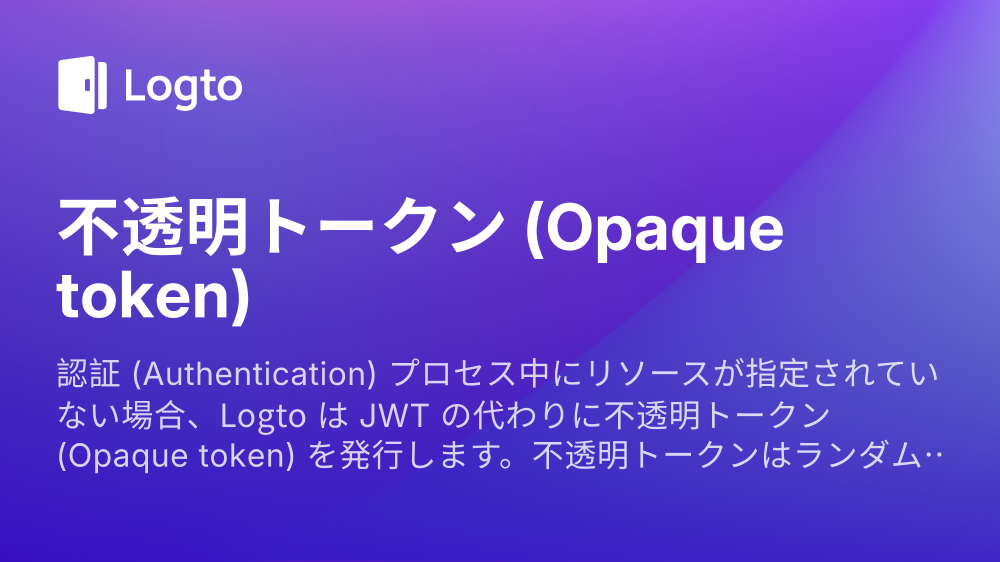 Logto
不透明トークン (Opaque
token)
認証 (Authentication) プロセス中にリソースが指定されてい
ない場合、Logto は JWT の代わりに不透明トークン
(Opaque token) を発行します。不透明トークンはランダム··